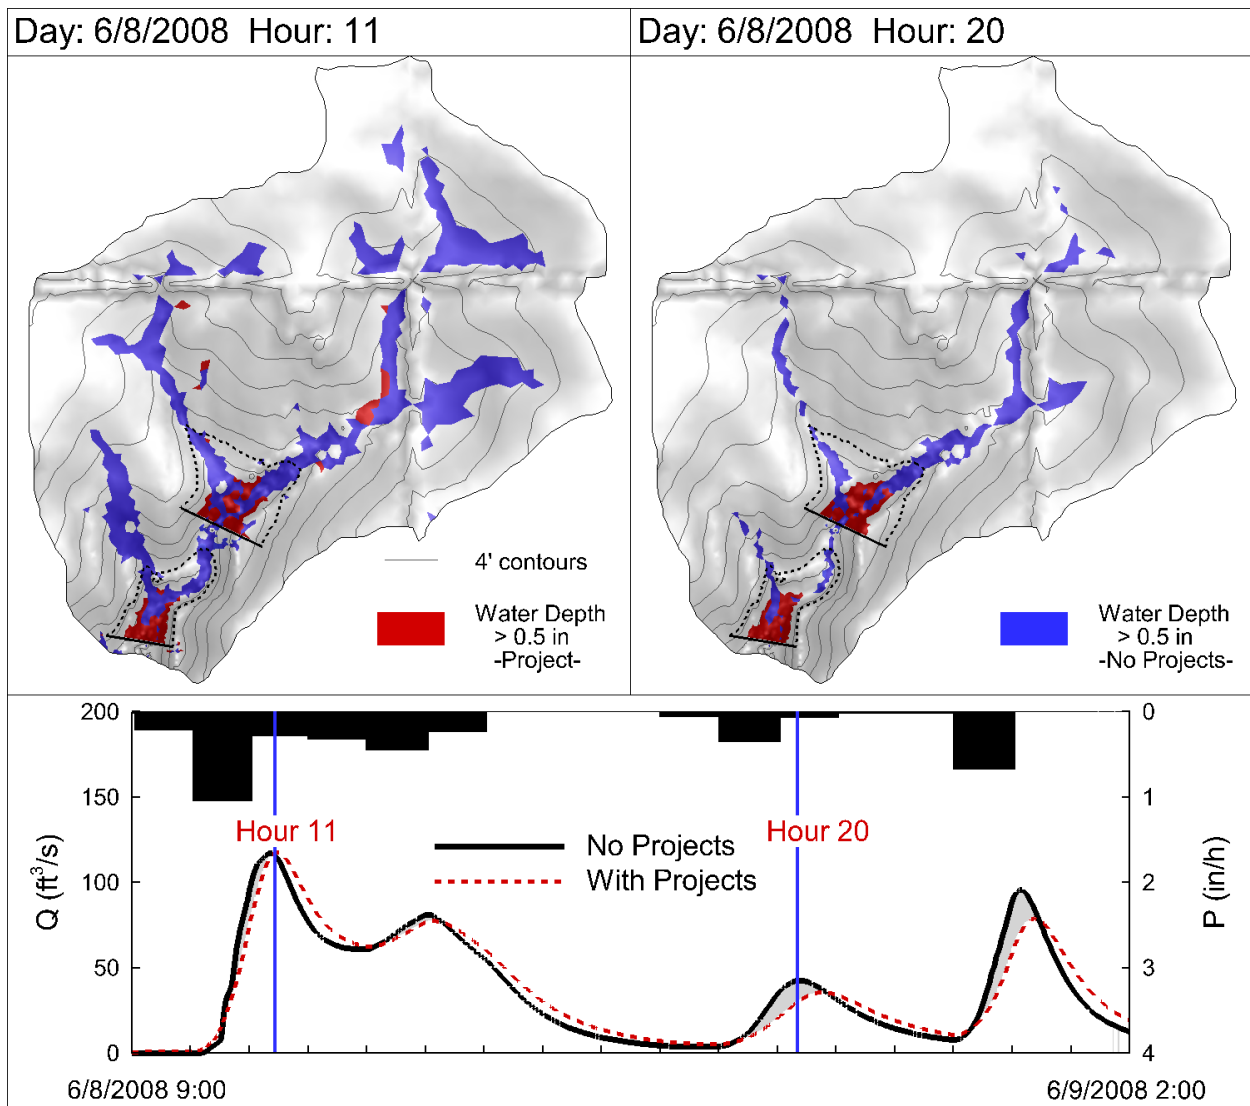 Day: 6/8/2008 Hour: 11
Day: 6/8/2008 Hour: 20
4' contours
Water Depth
> 0.5 in
-Project-
Water Depth
> 0.5 in
-No Projects-
200
150
100
50
0
Q (ft³/s)
0
1
2
3
4
P (in/h)
Hour 11
Hour 20
No Projects
With Projects
6/8/2008 9:00
6/9/2008 2:00